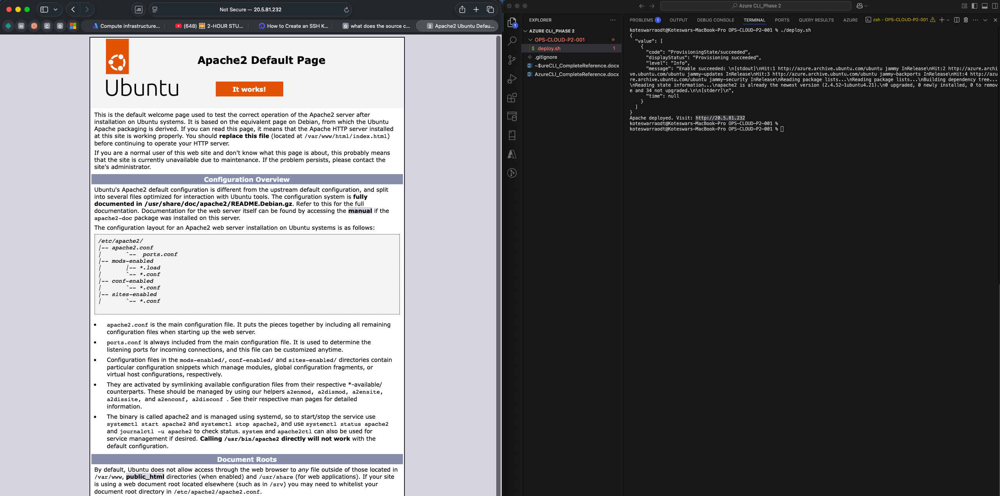 Not Secure — 20.5.81.232
JS
H
C
G
Compute infrastructure...
(648) 2-HOUR STU...
How to Create an SSH K...
G what does the source c...
2 Apache2 Ubuntu Defau...
Ubuntu
Apache2 Default Page
It works!
This is the default welcome page used to test the correct operation of the Apache2 server after
installation on Ubuntu systems. It is based on the equivalent page on Debian, from which the Ubuntu
Apache packaging is derived. If you can read this page, it means that the Apache HTTP server installed
at this site is working properly. You should replace this file (located at /var/www/html/index.html)
before continuing to operate your HTTP server.
If you are a normal user of this web site and don't know what this page is about, this probably means
that the site is currently unavailable due to maintenance. If the problem persists, please contact the
site's administrator.
Configuration Overview
Ubuntu's Apache2 default configuration is different from the upstream default configuration, and split
into several files optimized for interaction with Ubuntu tools. The configuration system is fully
documented in /usr/share/doc/apache2/README.Debian.gz. Refer to this for the full
documentation. Documentation for the web server itself can be found by accessing the manual if the
apache2-doc package was installed on this server.
The configuration layout for an Apache2 web server installation on Ubuntu systems is as follows:
/etc/apache2/
|-- apache2.conf
|       `--  ports.conf
|-- mods-enabled
|       |-- *.load
|       `-- *.conf
|-- conf-enabled
|       `-- *.conf
|-- sites-enabled
|       `-- *.conf
• apache2.conf is the main configuration file. It puts the pieces together by including all remaining
configuration files when starting up the web server.
• ports.conf is always included from the main configuration file. It is used to determine the
listening ports for incoming connections, and this file can be customized anytime.
• Configuration files in the mods-enabled/, conf-enabled/ and sites-enabled/ directories contain
particular configuration snippets which manage modules, global configuration fragments, or
virtual host configurations, respectively.
• They are activated by symlinking available configuration files from their respective *-available/
counterparts. These should be managed by using our helpers a2enmod, a2dismod, a2ensite,
a2dissite, and a2enconf, a2disconf . See their respective man pages for detailed
information.
• The binary is called apache2 and is managed using systemd, so to start/stop the service use
systemctl start apache2 and systemctl stop apache2, and use systemctl status apache2
and journalctl -u apache2 to check status. system and apache2ctl can also be used for
service management if desired. Calling /usr/bin/apache2 directly will not work with the
default configuration.
Document Roots
By default, Ubuntu does not allow access through the web browser to any file outside of those located in
/var/www, public_html directories (when enabled) and /usr/share (for web applications). If your site
is using a web document root located elsewhere (such as in /srv) you may need to whitelist your
document root directory in /etc/apache2/apache2.conf.
Azure CLI_Phase 2
1
EXPLORER
AZURE CLI_PHASE 2
OPS-CLOUD-P2-001
$ deploy.sh 1
.gitignore
~$ureCLI_CompleteReference.docx
AzureCLI_CompleteReference.docx
PROBLEMS 1 OUTPUT DEBUG CONSOLE TERMINAL PORTS QUERY RESULTS AZURE zsh - OPS-CLOUD-P2-001
koteswarraodt@Koteswars-MacBook-Pro OPS-CLOUD-P2-001 % ./deploy.sh
{
"value": [
{
"code": "ProvisioningState/succeeded",
"displayStatus": "Provisioning succeeded",
"level": "Info",
"message": "Enable succeeded: \n[stdout]\nHit:1 http://azure.archive.ubuntu.com/ubuntu jammy InRelease\nHit:2 http://azure.archi
ve.ubuntu.com/ubuntu jammy-updates InRelease\nHit:3 http://azure.archive.ubuntu.com/ubuntu jammy-backports InRelease\nHit:4 http://azu
re.archive.ubuntu.com/ubuntu jammy-security InRelease\nReading package lists...\nReading package lists...\nBuilding dependency tree...
\nReading state information...\napache2 is already the newest version (2.4.52-1ubuntu4.21).\n0 upgraded, 0 newly installed, 0 to remov
e and 34 not upgraded.\n\n[stderr]\n",
"time": null
}
]
}
Apache deployed. Visit: http://20.5.81.232
koteswarraodt@Koteswars-MacBook-Pro OPS-CLOUD-P2-001 %
koteswarraodt@Koteswars-MacBook-Pro OPS-CLOUD-P2-001 %